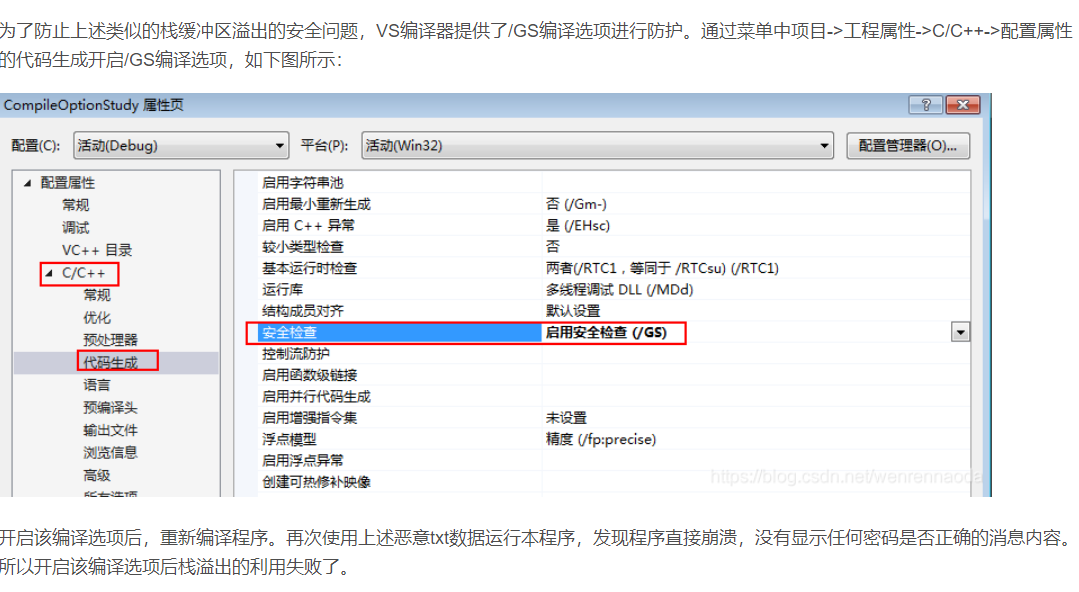 为了防止上述类似的栈缓冲区溢出的安全问题，VS编译器提供了/GS编译选项进行防护。通过菜单中项目->工程属性->C/C++->配置属性
的代码生成开启/GS编译选项，如下图所示：
CompileOptionStudy 属性页
配置(C): 活动(Debug) 平台(P): 活动(Win32) 配置管理器(O)...
配置属性
常规
调试
VC++ 目录
C/C++
常规
优化
预处理器
代码生成
语言
预编译头
输出文件
浏览信息
高级
所有选项
启用字符串池
启用最小重新生成 否 (/Gm-)
启用 C++ 异常 是 (/EHsc)
较小类型检查 否
基本运行时检查 两者(/RTC1，等同于 /RTCsu) (/RTC1)
运行库 多线程调试 DLL (/MDd)
结构成员对齐 默认设置
安全检查 启用安全检查 (/GS)
控制流防护
启用函数级链接
启用并行代码生成
启用增强指令集 未设置
浮点模型 精度 (/fp:precise)
启用浮点异常
创建可热修补映像
https://blog.csdn.net/wenrennaoda
开启该编译选项后，重新编译程序。再次使用上述恶意txt数据运行本程序，发现程序直接崩溃，没有显示任何密码是否正确的消息内容。
所以开启该编译选项后栈溢出的利用失败了。